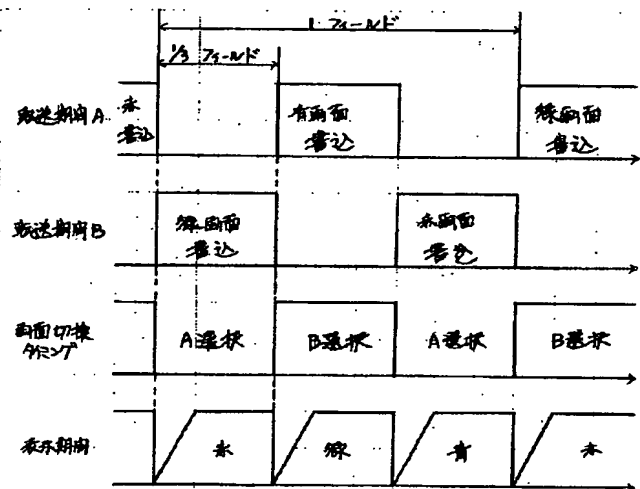 1フィールド
1/3 フィールド
転送期間A
赤
書込
青画面
書込
緑画面
書込
転送期間B
緑画面
書込
赤画面
書込
画面切換
タイミング
A選択
B選択
A選択
B選択
表示期間
赤
緑
青
赤